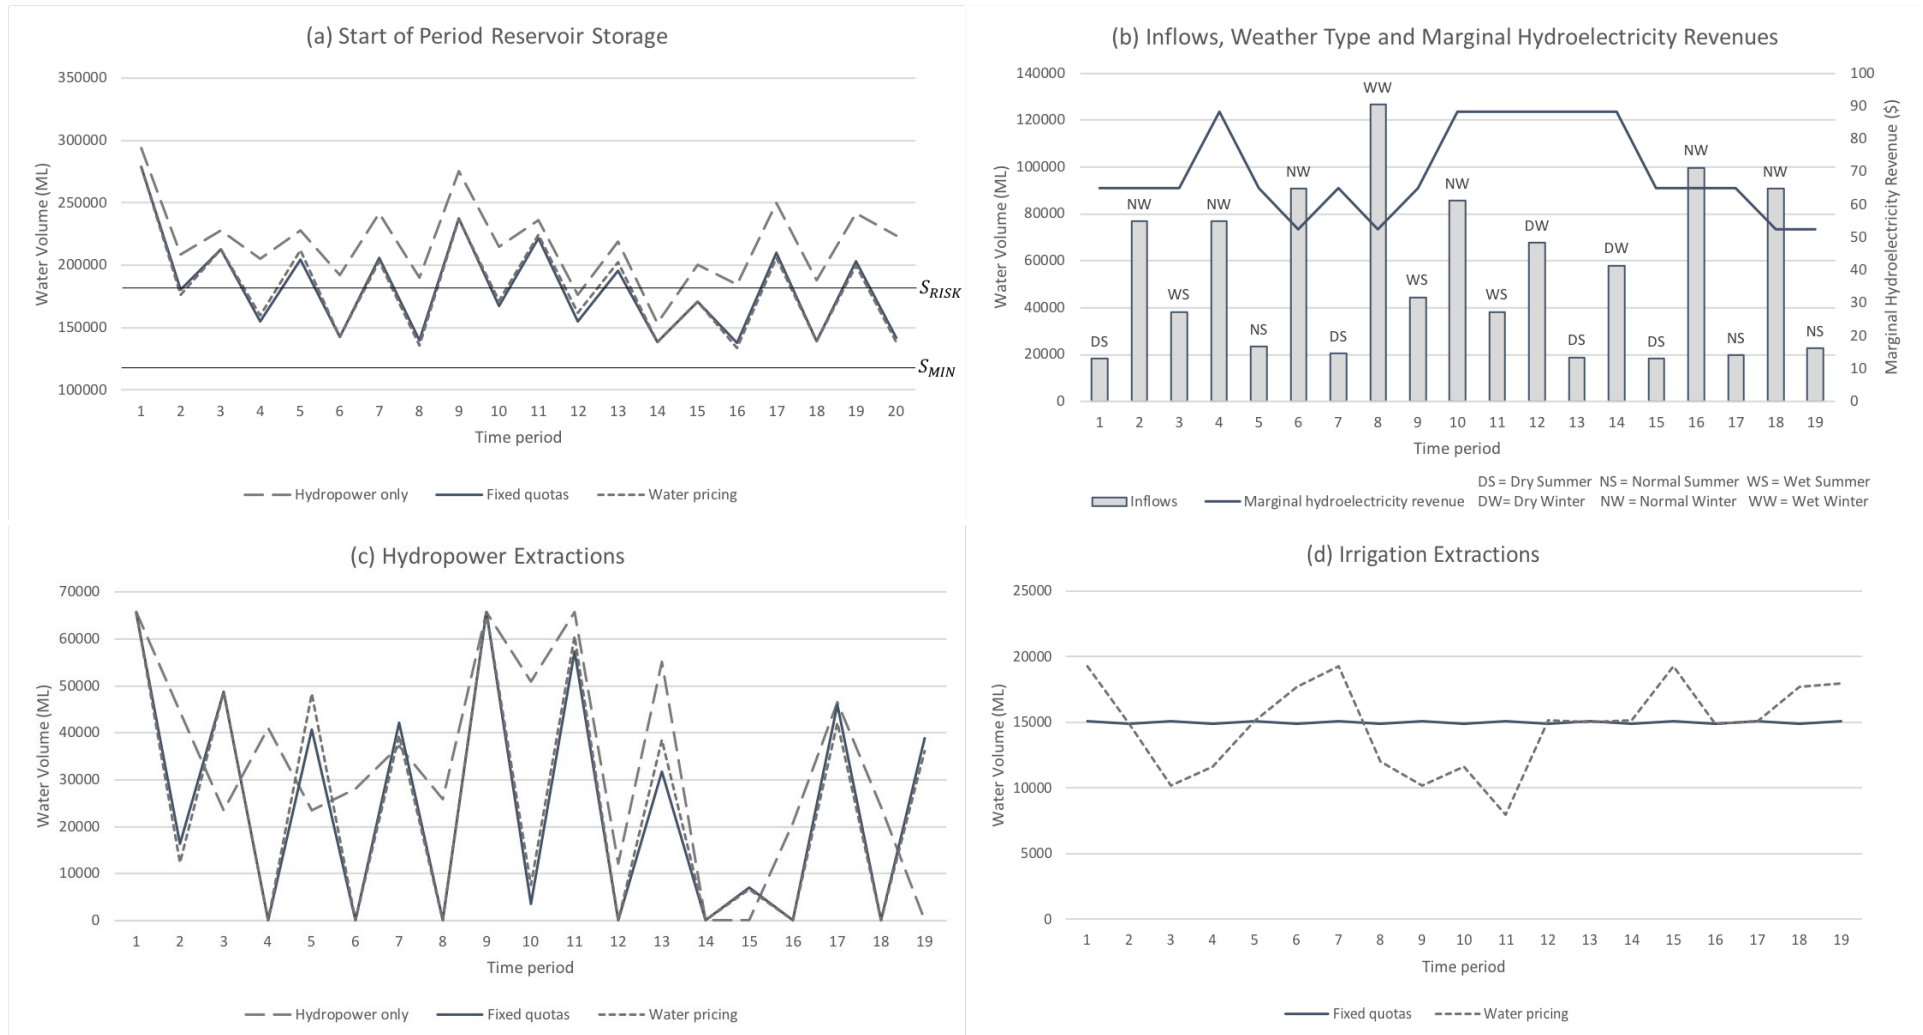 (a) Start of Period Reservoir Storage
Water Volume (ML)
350000
300000
250000
200000
150000
100000
S_RISK
S_MIN
1 2 3 4 5 6 7 8 9 10 11 12 13 14 15 16 17 18 19 20
Time period
Hydropower only Fixed quotas Water pricing
(b) Inflows, Weather Type and Marginal Hydroelectricity Revenues
Water Volume (ML)
140000
120000
100000
80000
60000
40000
20000
0
DS NW WS NW NS NW DS WW WS NW WS DW DS DW DS NW NS NW NS
100
90
80
70
60
50
40
30
20
10
0
Marginal Hydroelectricity Revenue ($)
1 2 3 4 5 6 7 8 9 10 11 12 13 14 15 16 17 18 19
Time period
DS = Dry Summer NS = Normal Summer WS = Wet Summer
Inflows Marginal hydroelectricity revenue DW= Dry Winter NW = Normal Winter WW = Wet Winter
(c) Hydropower Extractions
Water Volume (ML)
70000
60000
50000
40000
30000
20000
10000
0
1 2 3 4 5 6 7 8 9 10 11 12 13 14 15 16 17 18 19
Time period
Hydropower only Fixed quotas Water pricing
(d) Irrigation Extractions
Water Volume (ML)
25000
20000
15000
10000
5000
0
1 2 3 4 5 6 7 8 9 10 11 12 13 14 15 16 17 18 19
Time period
Fixed quotas Water pricing